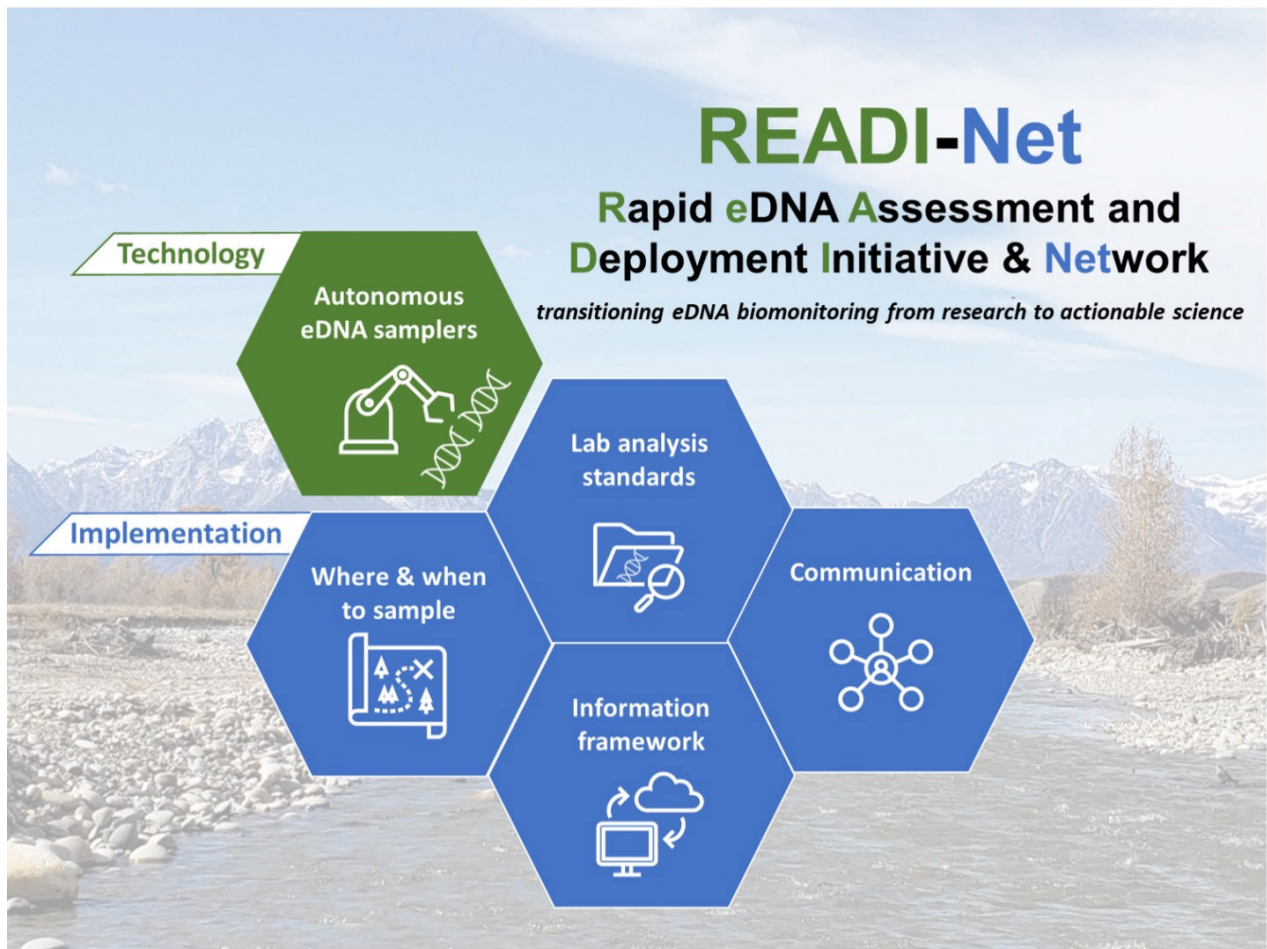 READI-Net
Rapid eDNA Assessment and
Deployment Initiative & Network
transitioning eDNA biomonitoring from research to actionable science
Technology
Autonomous
eDNA samplers
Lab analysis
standards
Implementation
Where & when
to sample
Communication
Information
framework